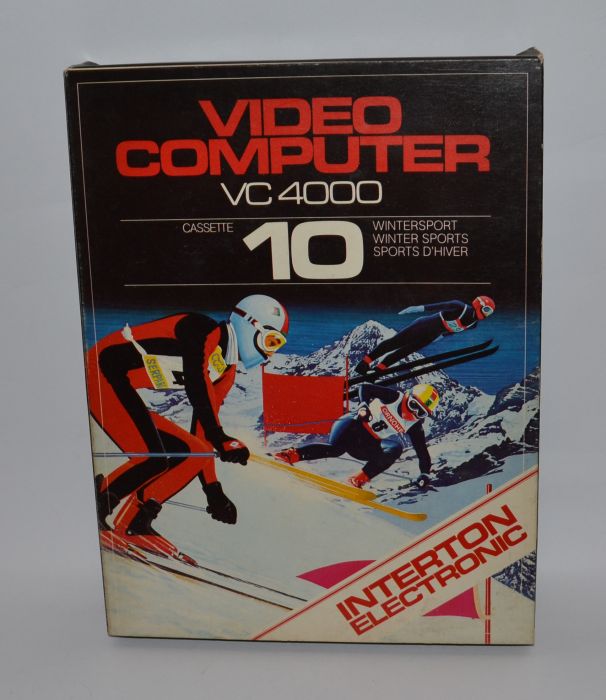 VIDEO
COMPUTER
VC 4000
CASSETTE
10
WINTERSPORT
WINTER SPORTS
SPORTS D'HIVER
INTERTON
ELECTRONIC